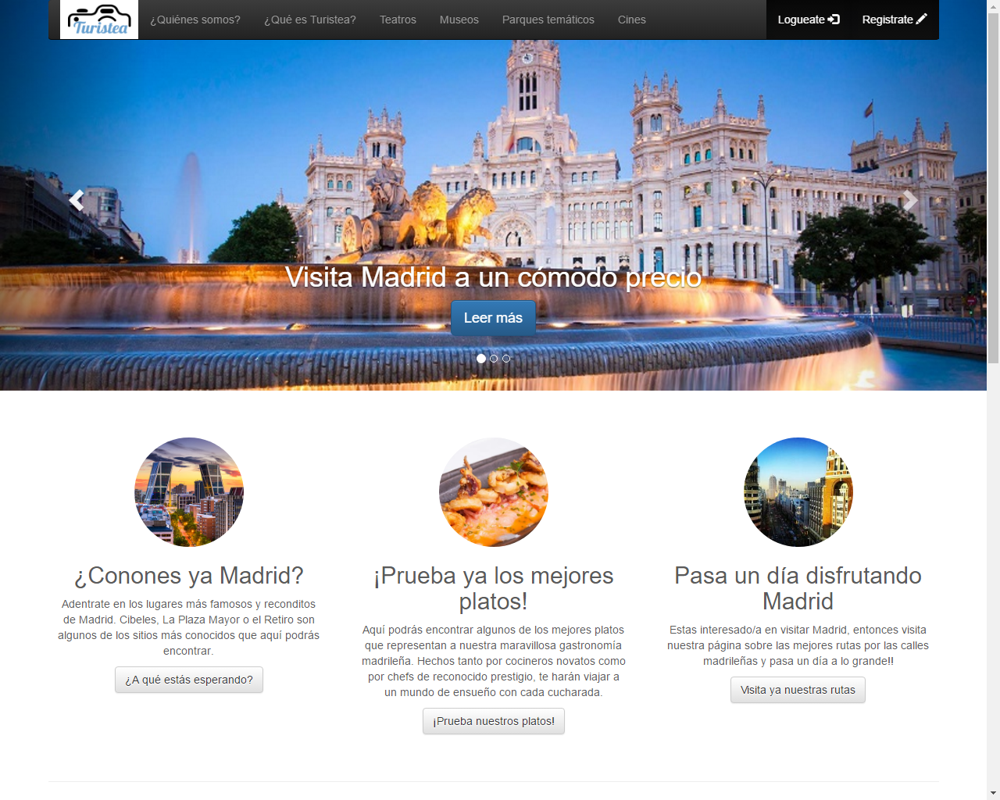 Turistea ¿Quiénes somos? ¿Qué es Turistea? Teatros Museos Parques temáticos Cines Logueate Registrate
Visita Madrid a un cómodo precio
Leer más
¿Conones ya Madrid?
Adentrate en los lugares más famosos y reconditos
de Madrid. Cibeles, La Plaza Mayor o el Retiro son
algunos de los sitios más conocidos que aquí podrás
encontrar.
¿A qué estás esperando?
¡Prueba ya los mejores
platos!
Aquí podrás encontrar algunos de los mejores platos
que representan a nuestra maravillosa gastronomía
madrileña. Hechos tanto por cocineros novatos como
por chefs de reconocido prestigio, te harán viajar a
un mundo de ensueño con cada cucharada.
¡Prueba nuestros platos!
Pasa un día disfrutando
Madrid
Estas interesado/a en visitar Madrid, entonces visita
nuestra página sobre las mejores rutas por las calles
madrileñas y pasa un día a lo grande!!
Visita ya nuestras rutas